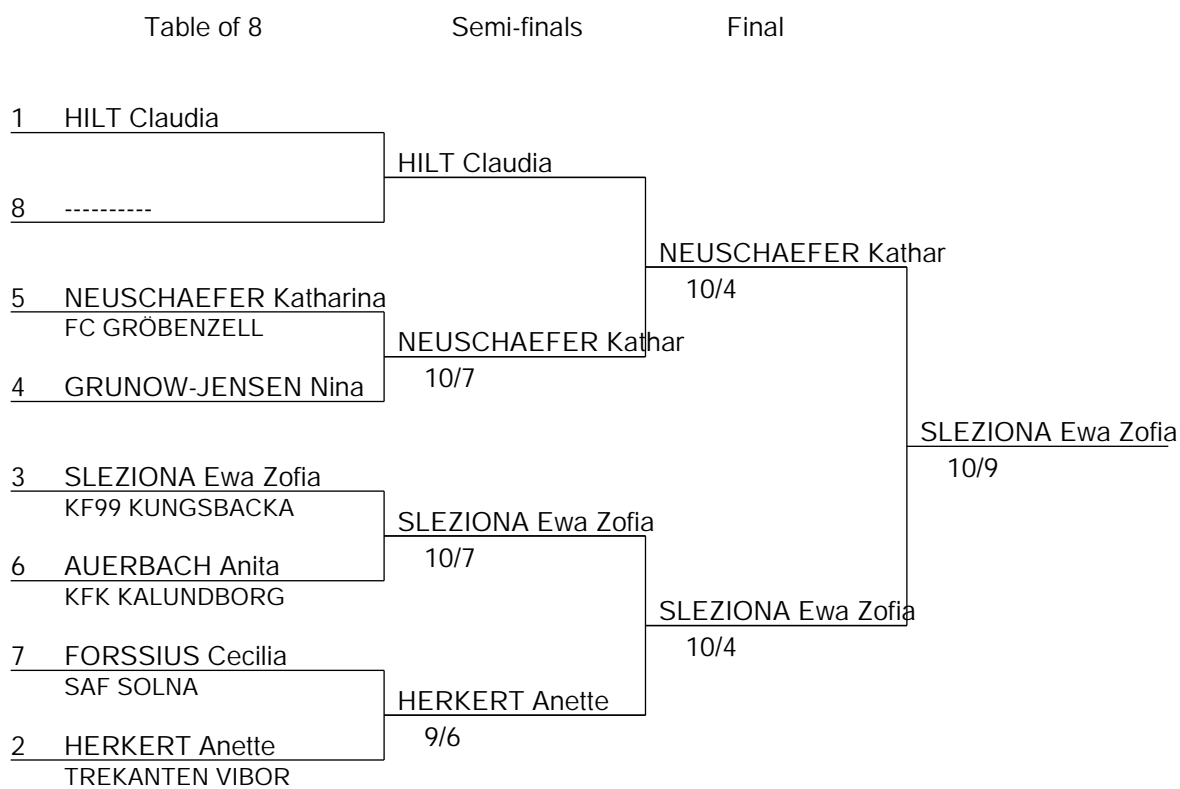 Table of 8 Semi-finals Final
1 HILT Claudia
HILT Claudia
8 ----------
NEUSCHAEFER Kathar
10/4
5 NEUSCHAEFER Katharina
FC GRÖBENZELL
NEUSCHAEFER Kathar
10/7
4 GRUNOW-JENSEN Nina
SLEZIONA Ewa Zofia
10/9
3 SLEZIONA Ewa Zofia
KF99 KUNGSBACKA
SLEZIONA Ewa Zofia
10/7
6 AUERBACH Anita
KFK KALUNDBORG
SLEZIONA Ewa Zofia
10/4
7 FORSSIUS Cecilia
SAF SOLNA
HERKERT Anette
9/6
2 HERKERT Anette
TREKANTEN VIBOR